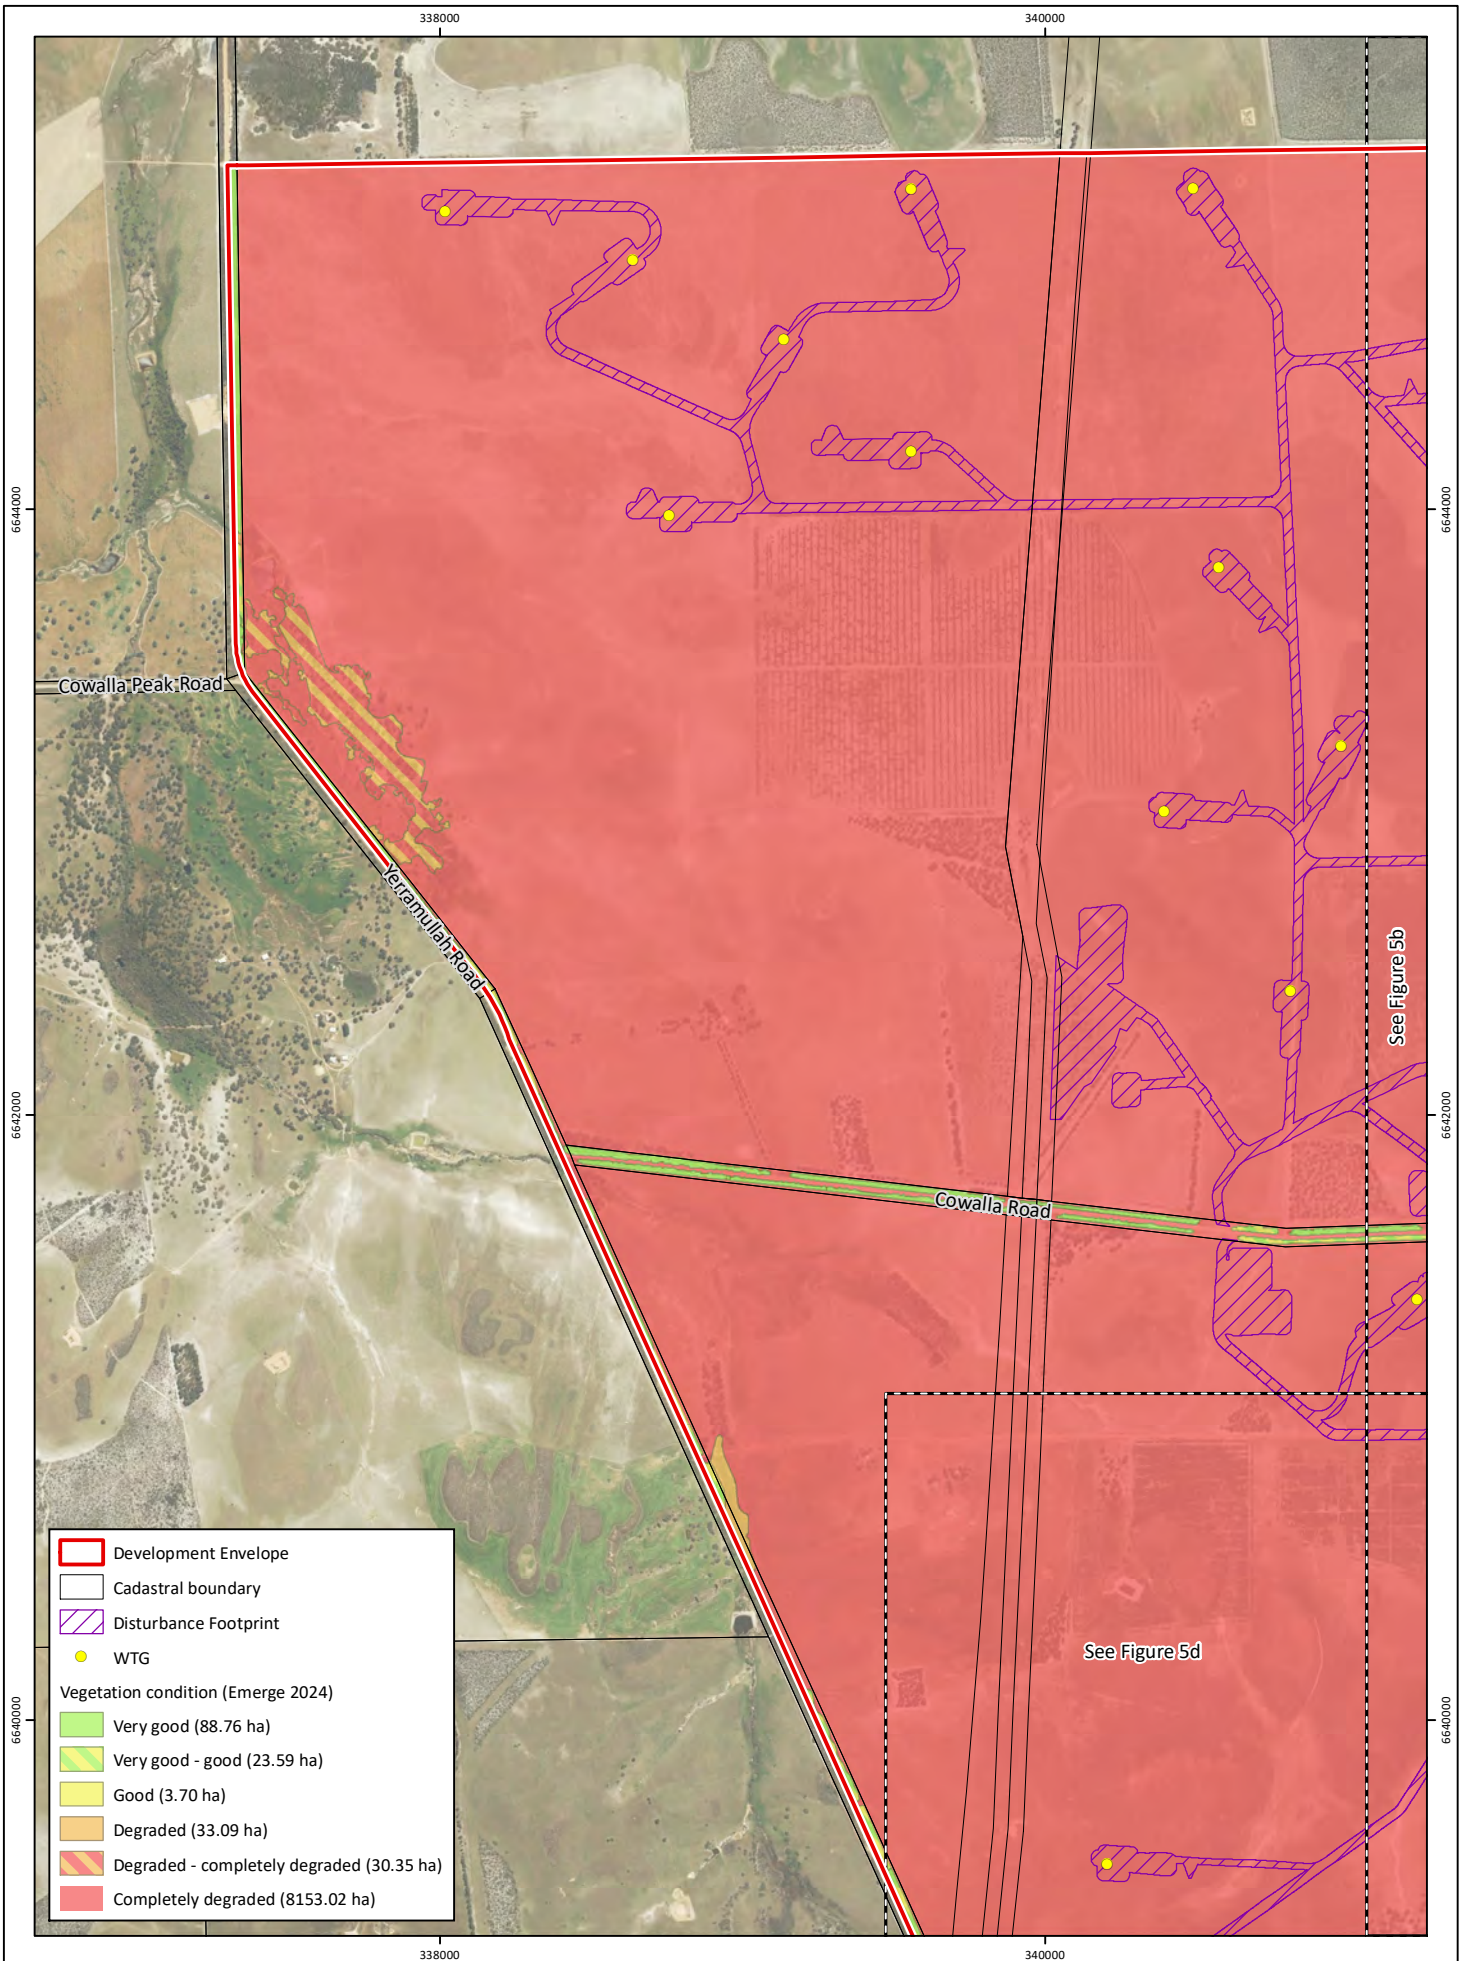 338000
340000
6644000
6644000
Cowalla Peak Road
Yerramullah Road
See Figure 5b
6642000
6642000
Cowalla Road
Development Envelope
Cadastral boundary
Disturbance Footprint
WTG
Vegetation condition (Emerge 2024)
Very good (88.76 ha)
Very good - good (23.59 ha)
Good (3.70 ha)
Degraded (33.09 ha)
Degraded - completely degraded (30.35 ha)
Completely degraded (8153.02 ha)
See Figure 5d
6640000
6640000
338000
340000